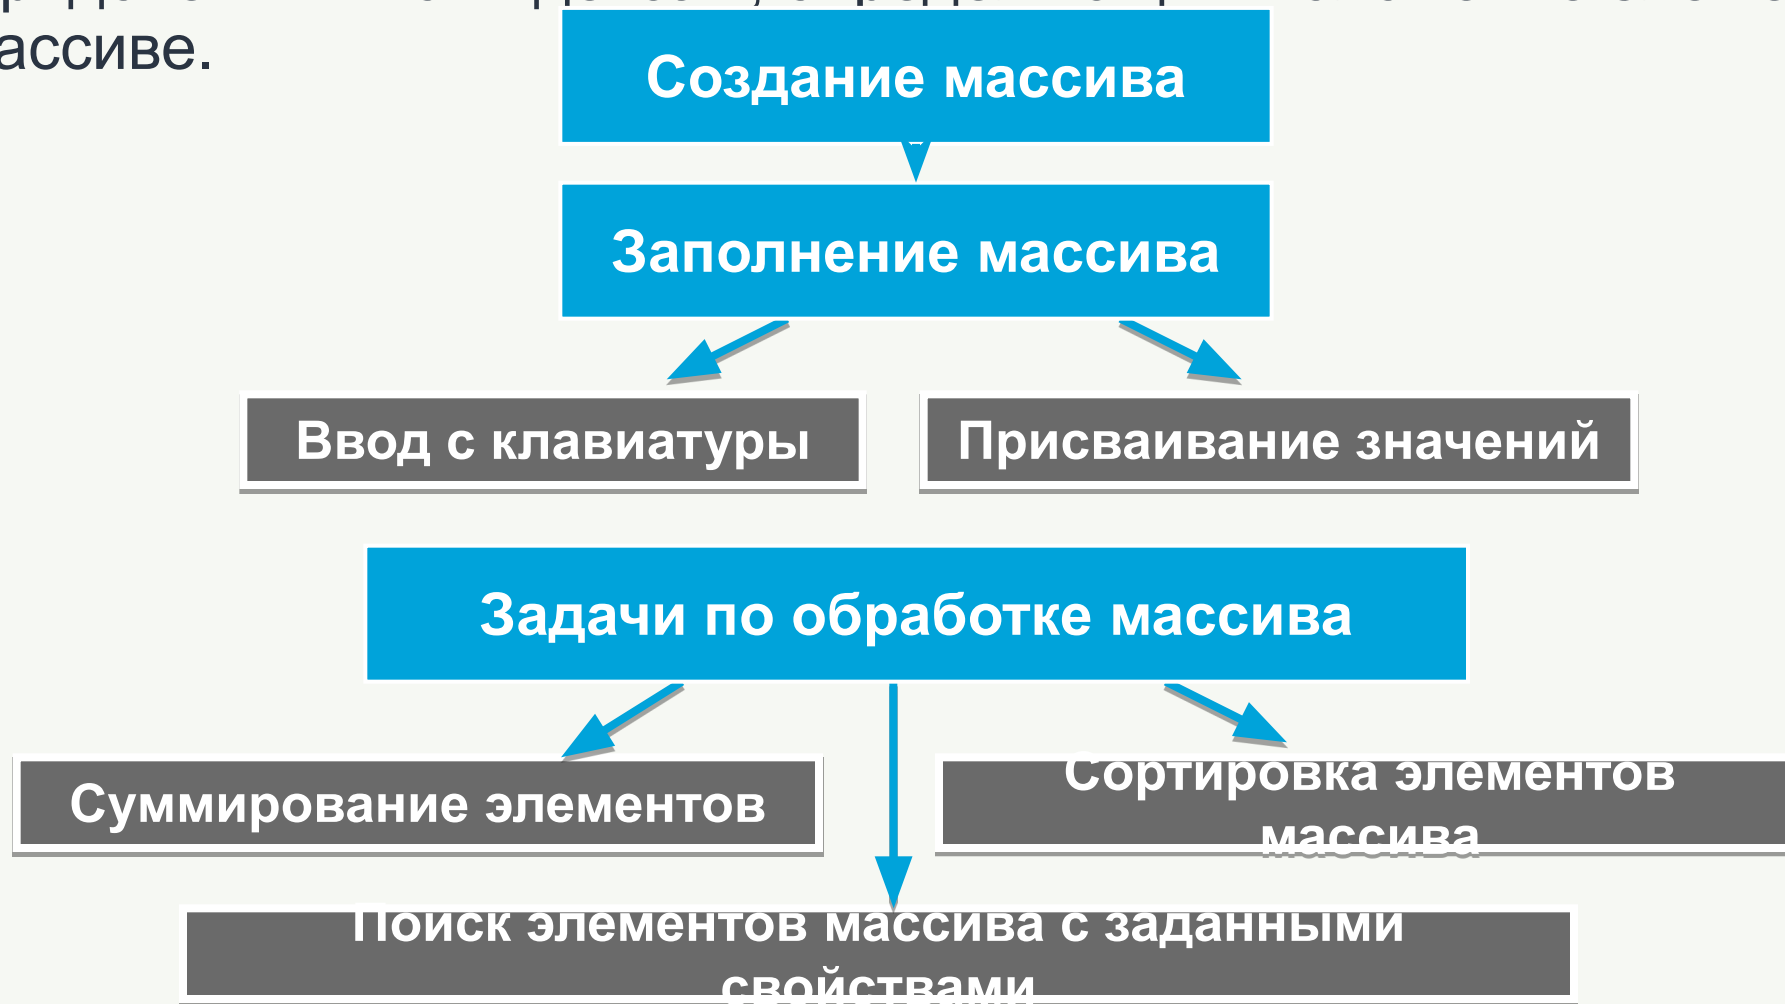 ассиве.
Создание массива
Заполнение массива
Ввод с клавиатуры
Присваивание значений
Задачи по обработке массива
Суммирование элементов
Сортировка элементов
массива
Поиск элементов массива с заданными
свойствами